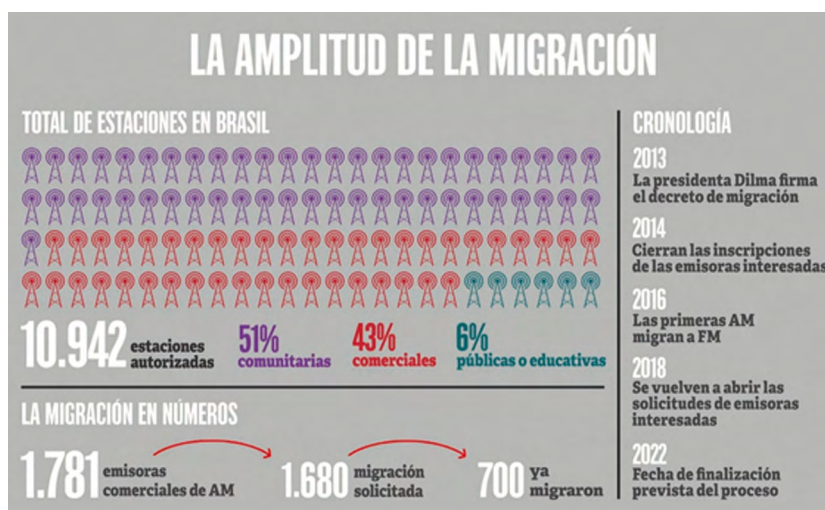 LA AMPLITUD DE LA MIGRACIÓN
TOTAL DE ESTACIONES EN BRASIL
10.942 estaciones
autorizadas
51%
comunitarias
43%
comerciales
6%
públicas o educativas
LA MIGRACIÓN EN NÚMEROS
1.781 emisoras
comerciales de AM
1.680 migración
solicitada
700 ya
migraron
CRONOLOGÍA
2013
La presidenta Dilma firma
el decreto de migración
2014
Cierran las inscripciones
de las emisoras interesadas
2016
Las primeras AM
migran a FM
2018
Se vuelven a abrir las
solicitudes de emisoras
interesadas
2022
Fecha de finalización
prevista del proceso